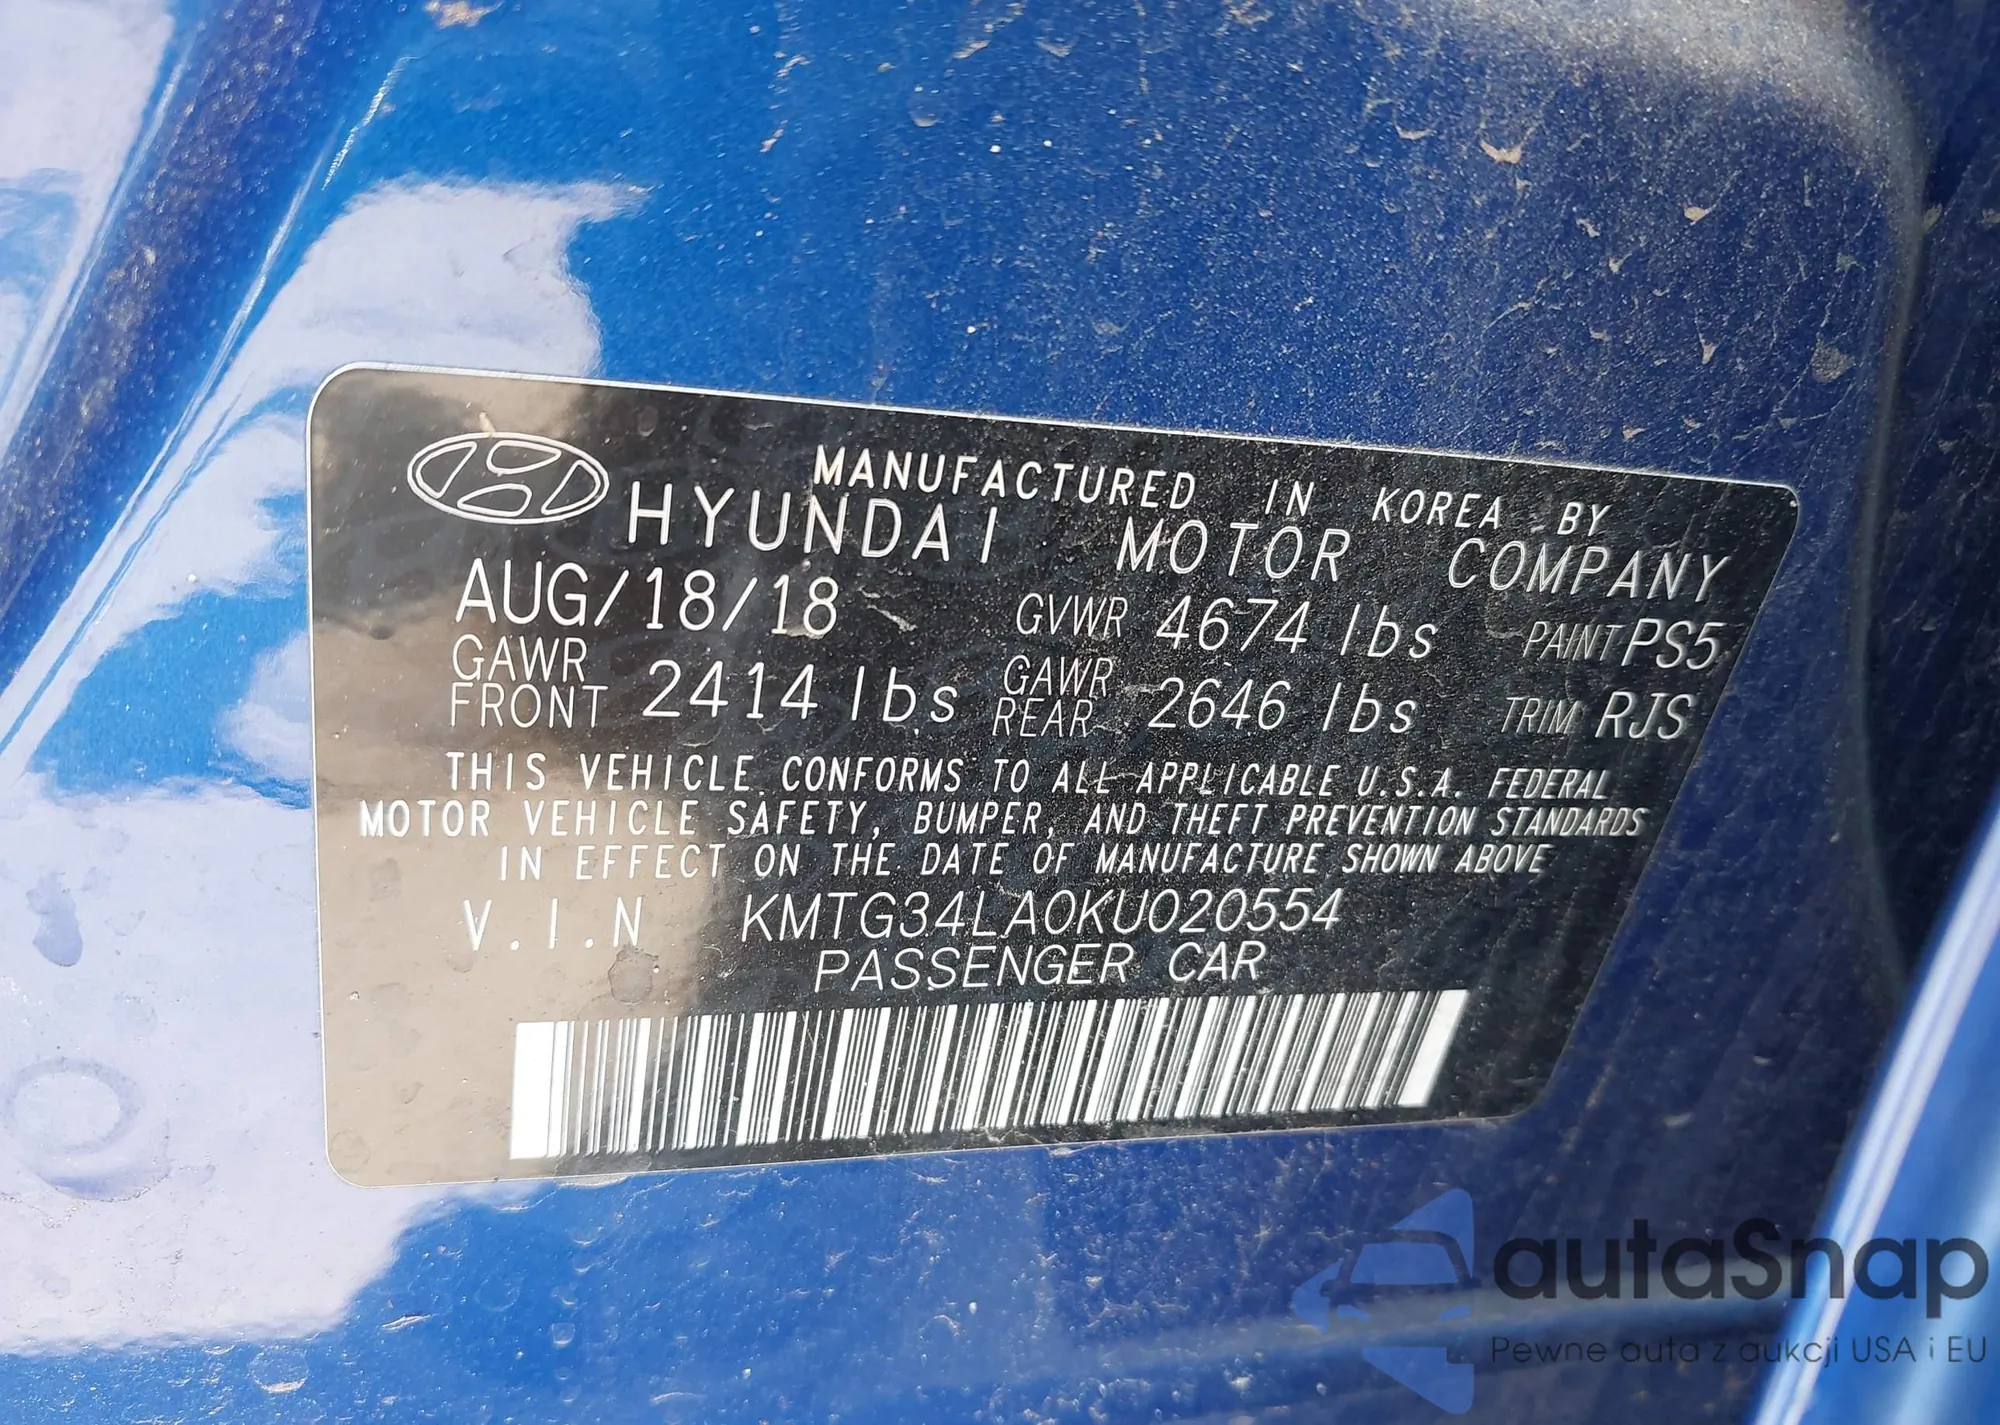 MANUFACTURED IN KOREA BY
HYUNDAI MOTOR COMPANY
AUG/18/18 GVWR 4674 lbs PAINT PS5
GAWR FRONT 2414 lbs GAWR REAR 2646 lbs TRIM RJS
THIS VEHICLE CONFORMS TO ALL APPLICABLE U.S.A. FEDERAL
MOTOR VEHICLE SAFETY, BUMPER, AND THEFT PREVENTION STANDARDS
IN EFFECT ON THE DATE OF MANUFACTURE SHOWN ABOVE
V.I.N KMTG34LA0KU020554
PASSENGER CAR
autaSnap
Pewne auta z aukcji USA i EU